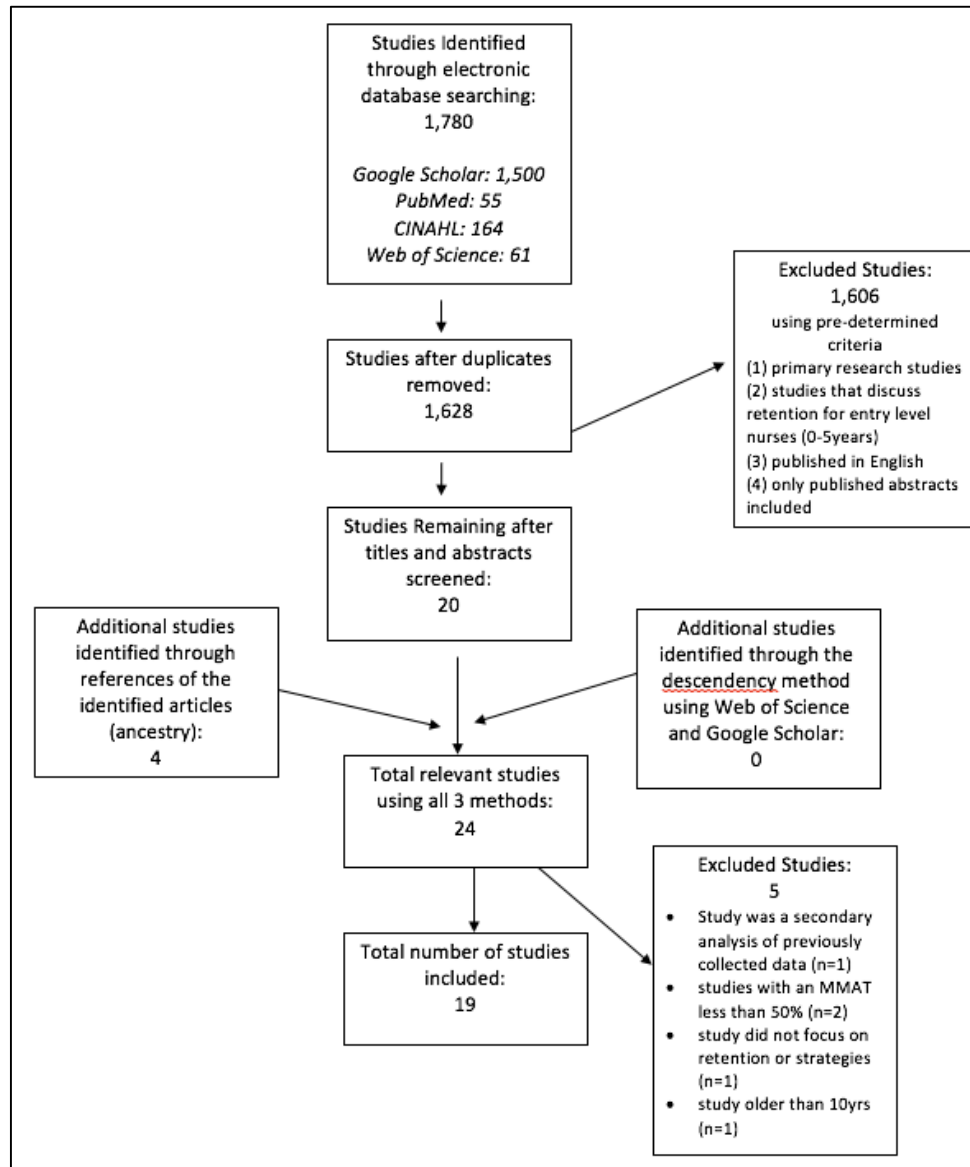 Studies Identified
through electronic
database searching:
1,780
Google Scholar: 1,500
PubMed: 55
CINAHL: 164
Web of Science: 61
Excluded Studies:
1,606
using pre-determined
criteria
(1) primary research studies
(2) studies that discuss
retention for entry level
nurses (0-5years)
(3) published in English
(4) only published abstracts
included
Studies after duplicates
removed:
1,628
Studies Remaining after
titles and abstracts
screened:
20
Additional studies
identified through
references of the
identified articles
(ancestry):
4
Additional studies
identified through the
descendency method
using Web of Science
and Google Scholar:
0
Total relevant studies
using all 3 methods:
24
Excluded Studies:
5
• Study was a secondary
analysis of previously
collected data (n=1)
• studies with an MMAT
less than 50% (n=2)
• study did not focus on
retention or strategies
(n=1)
• study older than 10yrs
(n=1)
Total number of studies
included:
19